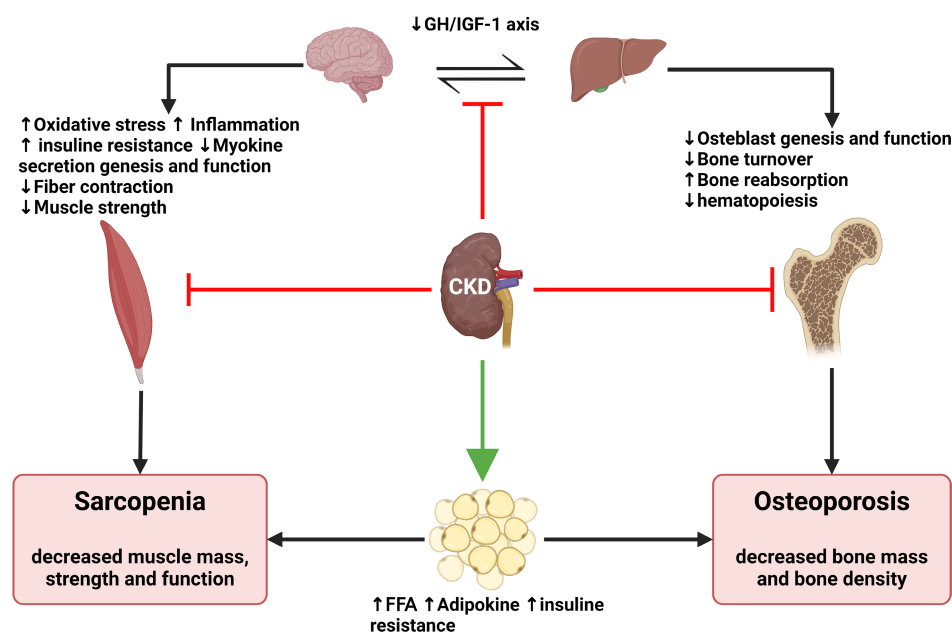 ↓GH/IGF-1 axis
↑Oxidative stress ↑ Inflammation
↑ insuline resistance ↓Myokine
secretion genesis and function
↓Fiber contraction
↓Muscle strength
↓Osteblast genesis and function
↓Bone turnover
↑Bone reabsorption
↓hematopoiesis
CKD
Sarcopenia
decreased muscle mass,
strength and function
Osteoporosis
decreased bone mass
and bone density
↑FFA ↑Adipokine ↑insuline
resistance